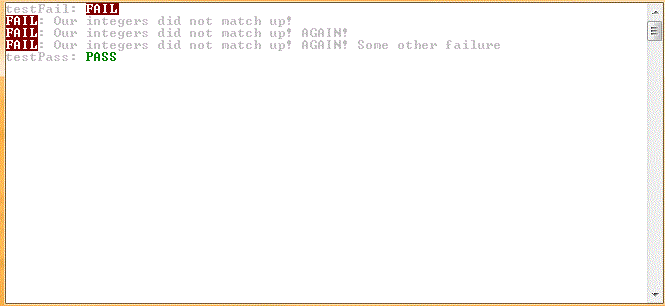 testFail: FAIL
FAIL: Our integers did not match up!
FAIL: Our integers did not match up! AGAIN!
FAIL: Our integers did not match up! AGAIN! Some other failure
testPass: PASS